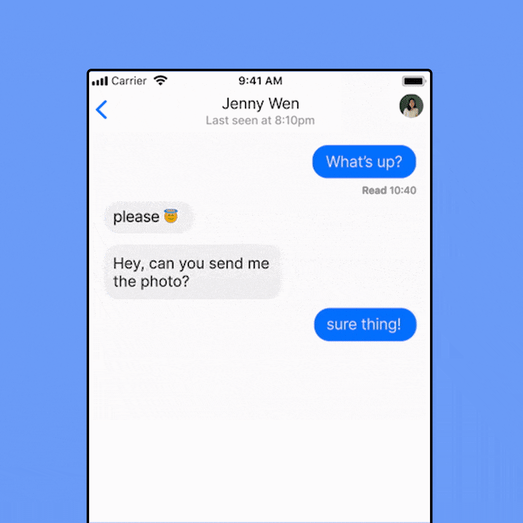 Carrier 9:41 AM
Jenny Wen
Last seen at 8:10pm
What's up?
Read 10:40
please 😇
Hey, can you send me
the photo?
sure thing!